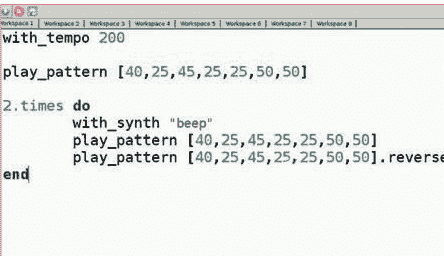 Workspace 1 | Workspace 2 | Workspace 3 | Workspace 4 | Workspace 5 | Workspace 6 | Workspace 7 | Workspace 8 |
with_tempo 200
play_pattern [40,25,45,25,25,50,50]
2.times do
with_synth "beep"
play_pattern [40,25,45,25,25,50,50]
play_pattern [40,25,45,25,25,50,50].reverse
end